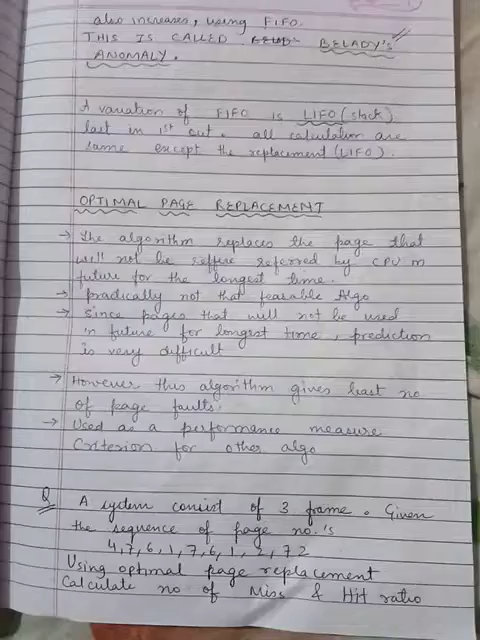 also increases, using FIFO.
THIS IS CALLED BELADY'S
ANOMALY.
A variation of FIFO is LIFO (stack)
last in 1st out. all calculation are
same except the replacement (LIFO).
OPTIMAL PAGE REPLACEMENT
→ The algorithm replaces the page that
will not be referred by CPU in
future for the longest time.
→ practically not that feasable Algo
→ since pages that will not be used
in future for longest time, prediction
is very difficult
→ However this algorithm gives least no
of page faults.
→ Used as a performance measure
Criterion for other algo
Q A system consist of 3 frame. Given
the sequence of page no.'s
4,7,6,1,7,6,1,2,7 2
Using optimal page replacement
Calculate no of Miss & Hit ratio